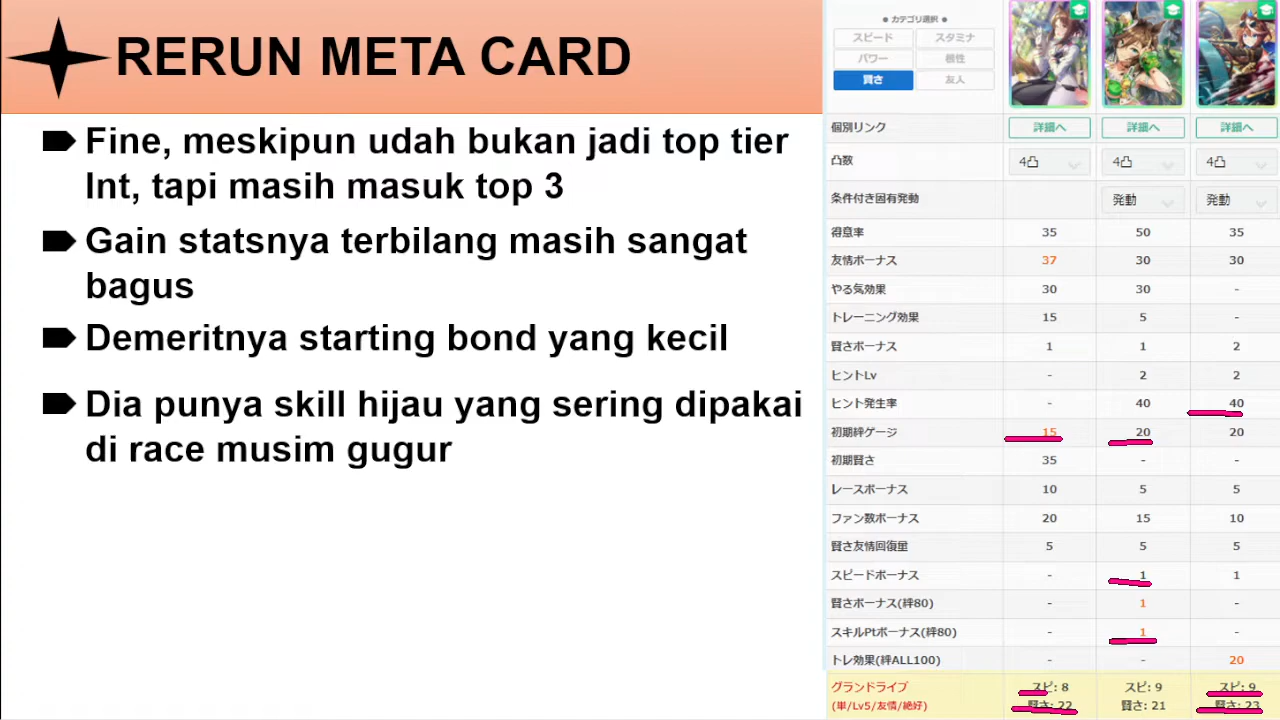 RERUN META CARD
Fine, meskipun udah bukan jadi top tier
Int, tapi masih masuk top 3
Gain statsnya terbilang masih sangat
bagus
Demeritnya starting bond yang kecil
Dia punya skill hijau yang sering dipakai
di race musim gugur
● カテゴリ選択 ●
スピード スタミナ
パワー 根性
賢さ 友人
個別リンク 詳細へ 詳細へ 詳細へ
凸数 4凸 4凸 4凸
条件付き固有発動 発動 発動
得意率 35 50 35
友情ボーナス 37 30 30
やる気効果 30 30 -
トレーニング効果 15 5 -
賢さボーナス 1 1 2
ヒントLv - 2 2
ヒント発生率 - 40 40
初期絆ゲージ 15 20 20
初期賢さ 35 - -
レースボーナス 10 5 5
ファン数ボーナス 20 15 10
賢さ友情回復量 5 5 5
スピードボーナス - 1 1
賢さボーナス(絆80) - 1 -
スキルPtボーナス(絆80) - 1 -
トレ効果(絆ALL100) - - 20
グランドライブ スピ: 8 スピ: 9 スピ: 9
(単/Lv5/友情/絶好) 賢さ: 22 賢さ: 21 賢さ: 23